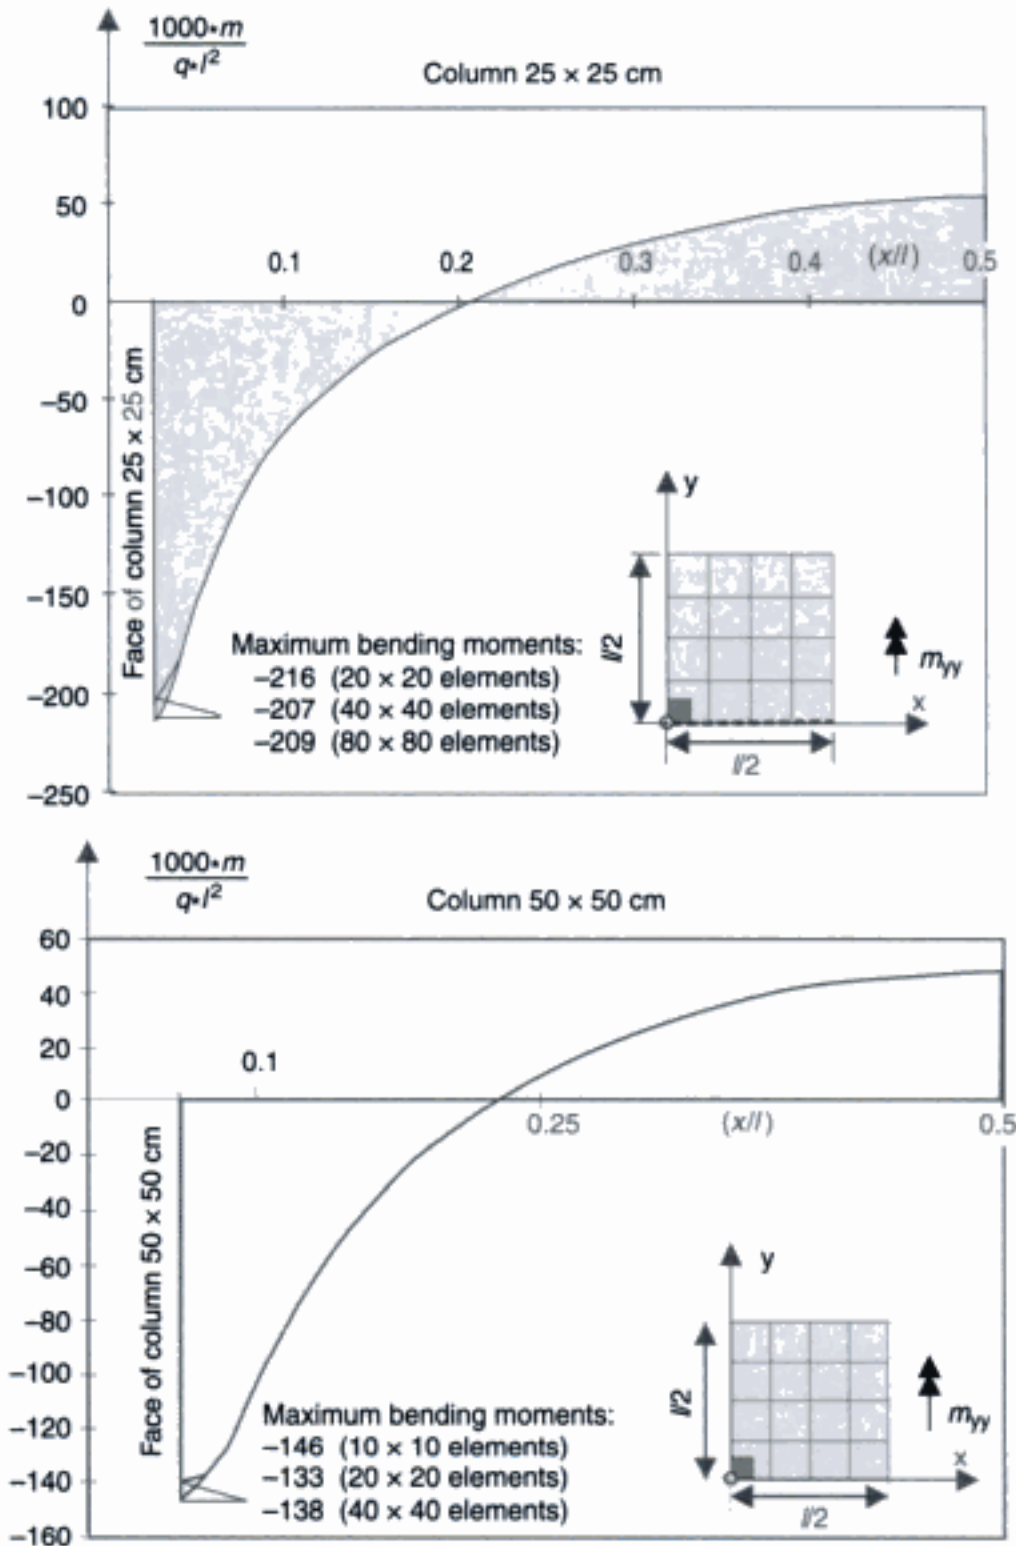 1000•m
q•l²
Column 25 × 25 cm
100
50
0.1 0.2 0.3 0.4 (x/l) 0.5
0
−50
−100
−150
−200
−250
Face of column 25 × 25 cm
Maximum bending moments:
−216 (20 × 20 elements)
−207 (40 × 40 elements)
−209 (80 × 80 elements)
y
l/2
m_yy
x
l/2
1000•m
q•l²
Column 50 × 50 cm
60
40
20
0.1
0
0.25 (x/l) 0.5
−20
−40
−60
−80
−100
−120
−140
−160
Face of column 50 × 50 cm
Maximum bending moments:
−146 (10 × 10 elements)
−133 (20 × 20 elements)
−138 (40 × 40 elements)
y
l/2
m_yy
x
l/2